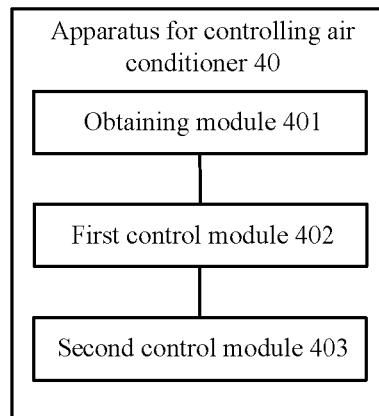 Apparatus for controlling air
conditioner 40
Obtaining module 401
First control module 402
Second control module 403